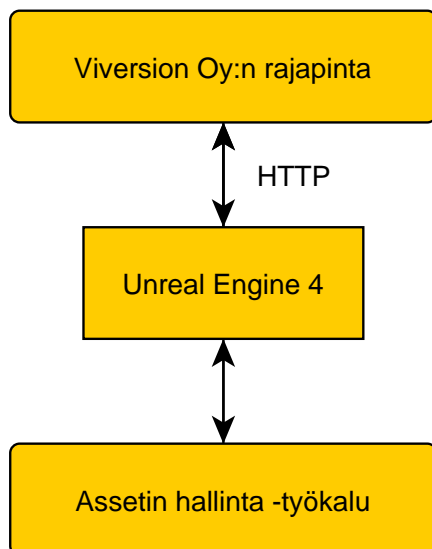 Viversion Oy:n rajapinta
HTTP
Unreal Engine 4
Assetin hallinta -työkalu